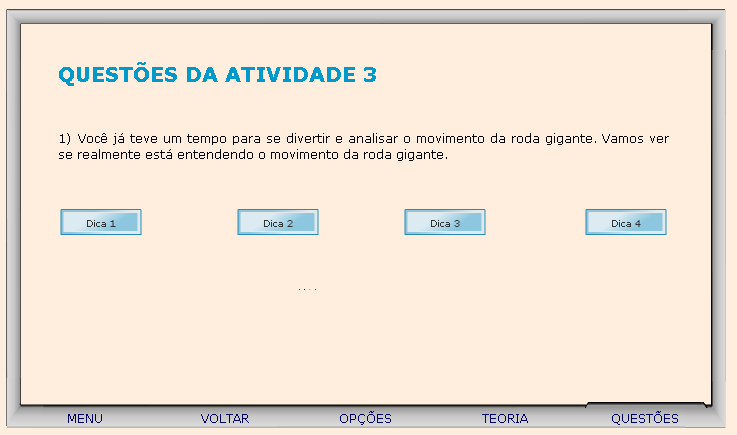 QUESTÕES DA ATIVIDADE 3
1) Você já teve um tempo para se divertir e analisar o movimento da roda gigante. Vamos ver
se realmente está entendendo o movimento da roda gigante.
Dica 1 Dica 2 Dica 3 Dica 4
....
MENU VOLTAR OPÇÕES TEORIA QUESTÕES